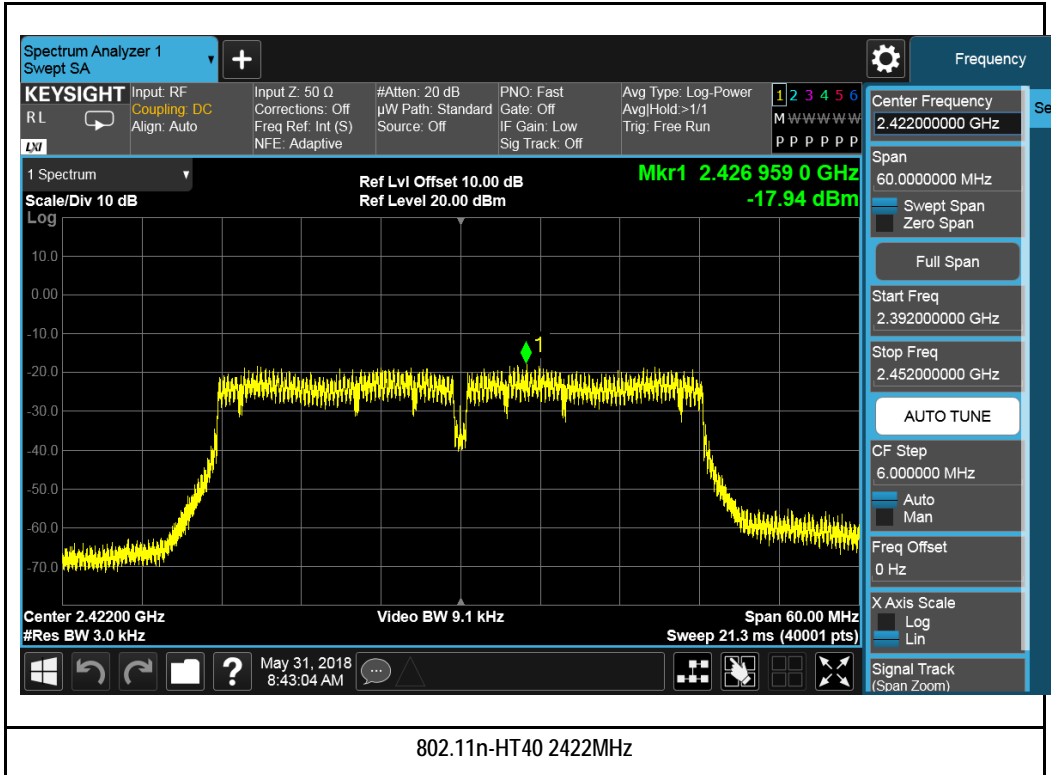 Spectrum Analyzer 1
Swept SA
+
Frequency
KEYSIGHT
RL
LXI
Input: RF
Coupling: DC
Align: Auto
Input Z: 50 Ω
Corrections: Off
Freq Ref: Int (S)
NFE: Adaptive
#Atten: 20 dB
µW Path: Standard
Source: Off
PNO: Fast
Gate: Off
IF Gain: Low
Sig Track: Off
Avg Type: Log-Power
Avg|Hold:>1/1
Trig: Free Run
1 2 3 4 5 6
M W W W W W
P P P P P P
1 Spectrum
Scale/Div 10 dB
Log
Ref Lvl Offset 10.00 dB
Ref Level 20.00 dBm
Mkr1 2.426 959 0 GHz
-17.94 dBm
10.0
0.00
-10.0
-20.0
-30.0
-40.0
-50.0
-60.0
-70.0
1
Center 2.42200 GHz
#Res BW 3.0 kHz
Video BW 9.1 kHz
Span 60.00 MHz
Sweep 21.3 ms (40001 pts)
?
May 31, 2018
8:43:04 AM
Center Frequency
2.422000000 GHz
Se
Span
60.0000000 MHz
Swept Span
Zero Span
Full Span
Start Freq
2.392000000 GHz
Stop Freq
2.452000000 GHz
AUTO TUNE
CF Step
6.000000 MHz
Auto
Man
Freq Offset
0 Hz
X Axis Scale
Log
Lin
Signal Track
(Span Zoom)
802.11n-HT40 2422MHz